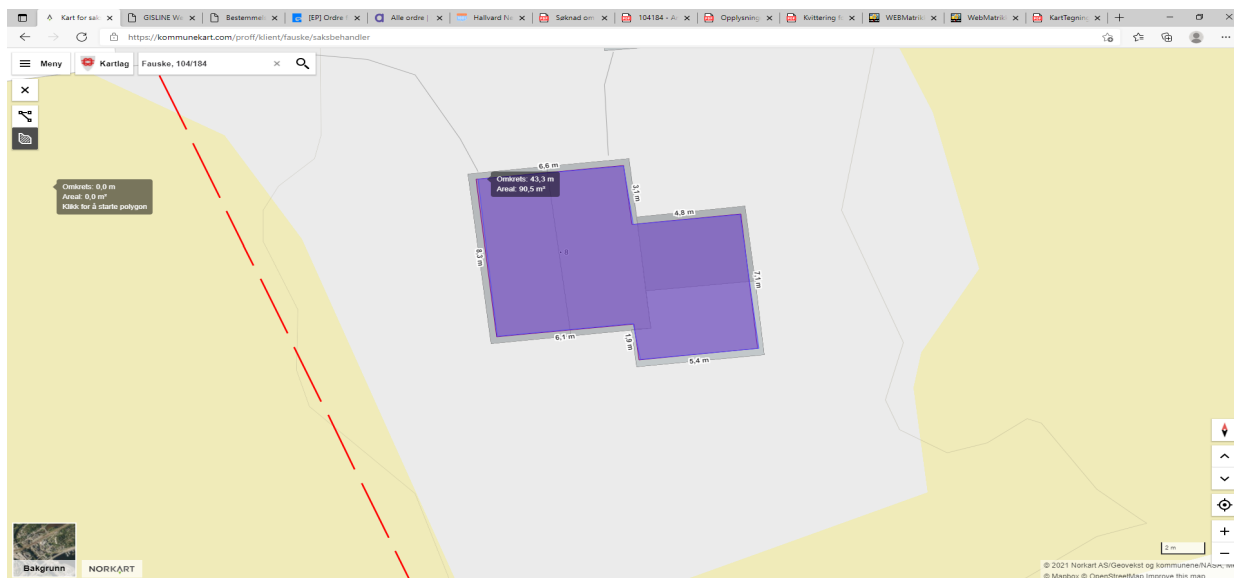 Kart for sak
GISLINE We
Bestemmels
[EP] Ordre
Alle ordre |
Hallvard Ne
Søknad om
104184 - A
Opplysning
Kvittering f
WEBMatrik
WebMatrik
KartTegning
https://kommunekart.com/proff/klient/fauske/saksbehandler
Meny
Kartlag
Fauske, 104/184
Omkrets: 0,0 m
Areal: 0,0 m²
Klikk for å starte polygon
6,6 m
Omkrets: 43,3 m
Areal: 90,5 m²
3,1 m
4,8 m
8,3 m
7,1 m
6,1 m
1,9 m
5,4 m
2 m
Bakgrunn
NORKART
© 2021 Norkart AS/Geovekst og kommunene/NASA,
© Mapbox © OpenStreetMap Improve this map